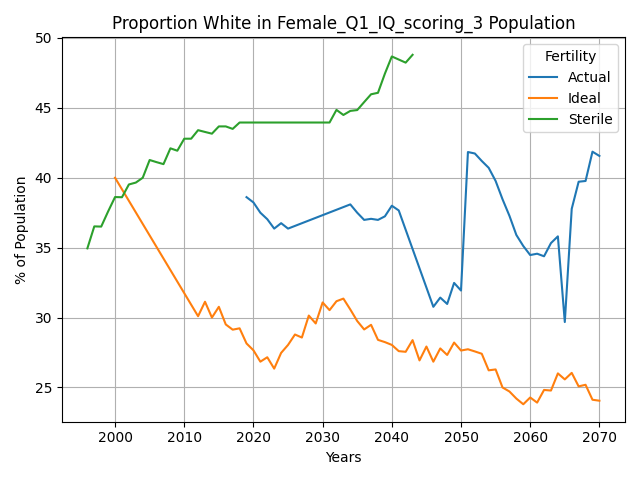 Proportion White in Female_Q1_IQ_scoring_3 Population
% of Population
50
45
40
35
30
25
Fertility
Actual
Ideal
Sterile
2000 2010 2020 2030 2040 2050 2060 2070
Years